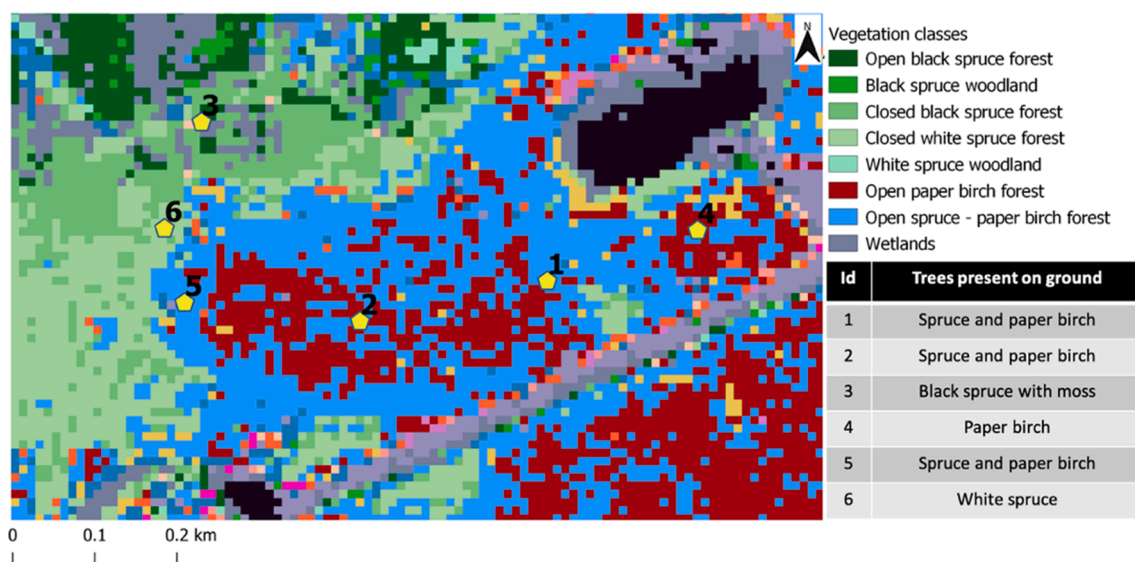 N
Vegetation classes
Open black spruce forest
Black spruce woodland
Closed black spruce forest
Closed white spruce forest
White spruce woodland
Open paper birch forest
Open spruce - paper birch forest
Wetlands
3
6
4
1
5
2
Id Trees present on ground
1 Spruce and paper birch
2 Spruce and paper birch
3 Black spruce with moss
4 Paper birch
5 Spruce and paper birch
6 White spruce
0 0.1 0.2 km